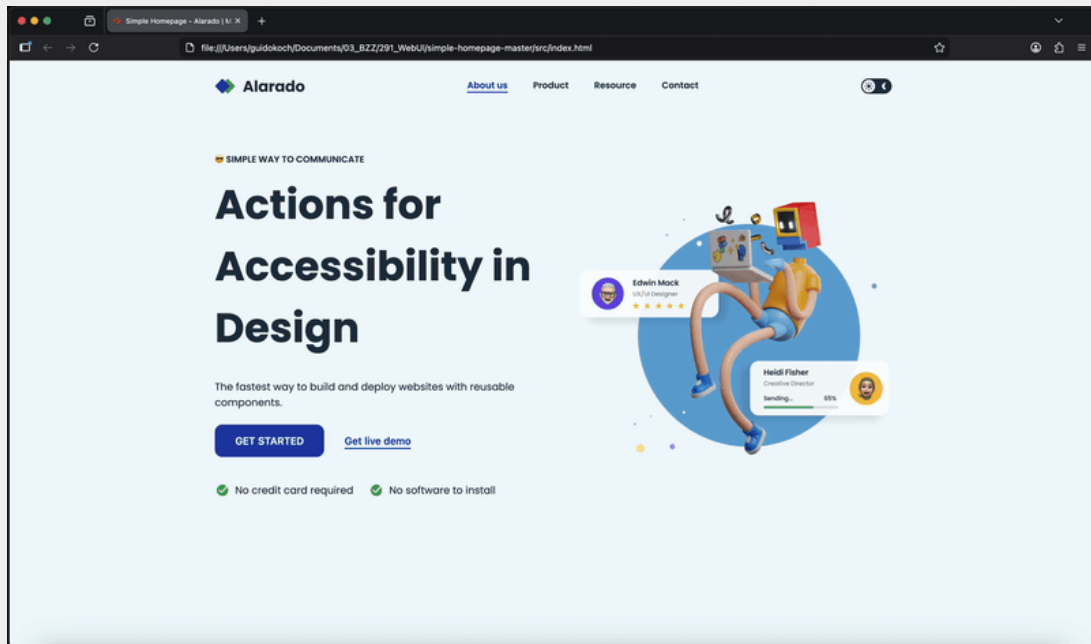 Simple Homepage - Alarado | M
file:///Users/guidokoch/Documents/03_BZZ/291_WebUI/simple-homepage-master/src/index.html
Alarado
About us Product Resource Contact
SIMPLE WAY TO COMMUNICATE
Actions for
Accessibility in
Design
Edwin Mack
UX/UI Designer
Heidi Fisher
Creative Director
Sending... 65%
The fastest way to build and deploy websites with reusable
components.
GET STARTED Get live demo
No credit card required No software to install